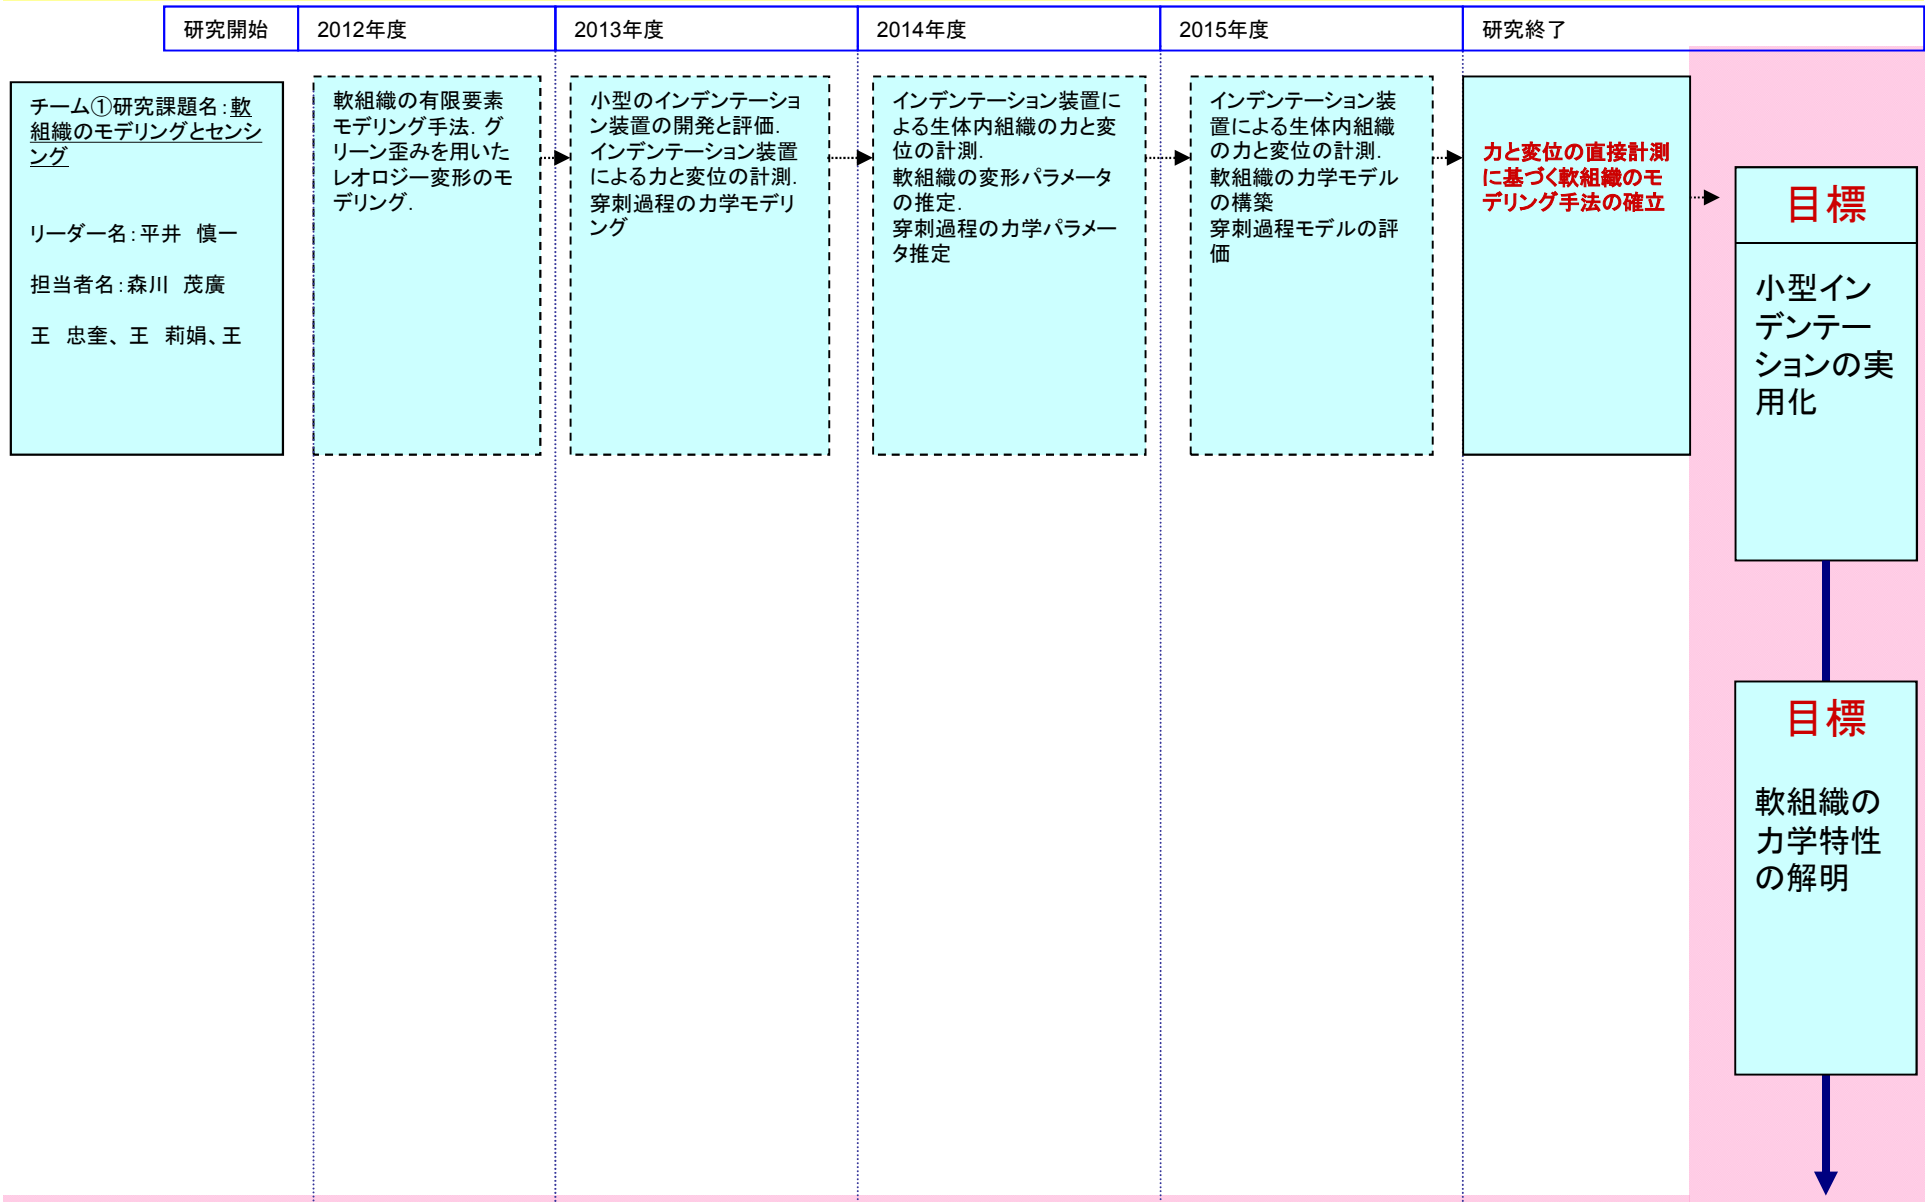 研究開始
2012年度
2013年度
2014年度
2015年度
研究終了
チーム①研究課題名：軟
組織のモデリングとセンシ
ング
リーダー名：平井　慎一
担当者名：森川　茂廣
王　忠奎、王　莉娟、王
軟組織の有限要素
モデリング手法．グ
リーン歪みを用いた
レオロジー変形のモ
デリング．
小型のインデンテーショ
ン装置の開発と評価．
インデンテーション装置
による力と変位の計測．
穿刺過程の力学モデリ
ング
インデンテーション装置に
よる生体内組織の力と変
位の計測．
軟組織の変形パラメータ
の推定．
穿刺過程の力学パラメー
タ推定
インデンテーション装
置による生体内組織
の力と変位の計測．
軟組織の力学モデル
の構築
穿刺過程モデルの評
価
力と変位の直接計測
に基づく軟組織のモ
デリング手法の確立
目標
小型イン
デンテー
ションの実
用化
目標
軟組織の
力学特性
の解明